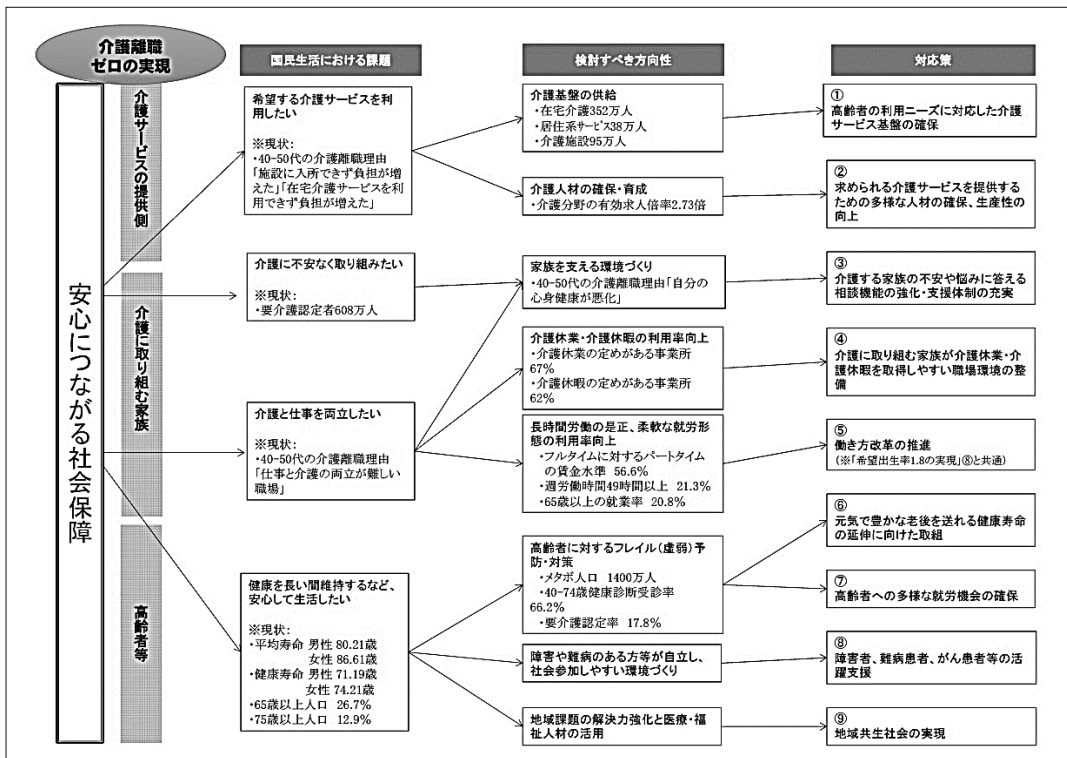 介護離職
ゼロの実現
国民生活における課題
検討すべき方向性
対応策
安心につながる社会保障
介護サービスの提供側
介護に取り組む家族
高齢者等
希望する介護サービスを利
用したい
※現状:
・40-50代の介護離職理由
「施設に入所できず負担が増
えた」「在宅介護サービスを利
用できず負担が増えた」
介護に不安なく取り組みたい
※現状:
・要介護認定者608万人
介護と仕事を両立したい
※現状:
・40-50代の介護離職理由
「仕事と介護の両立が難しい
職場」
健康を長い間維持するなど、
安心して生活したい
※現状:
・平均寿命 男性 80.21歳
女性 86.61歳
・健康寿命 男性 71.19歳
女性 74.21歳
・65歳以上人口 26.7%
・75歳以上人口 12.9%
介護基盤の供給
・在宅介護352万人
・居住系サービス38万人
・介護施設95万人
介護人材の確保・育成
・介護分野の有効求人倍率2.73倍
家族を支える環境づくり
・40-50代の介護離職理由「自分の
心身健康が悪化」
介護休業・介護休暇の利用率向上
・介護休業の定めがある事業所
67%
・介護休暇の定めがある事業所
62%
長時間労働の是正、柔軟な就労形
態の利用率向上
・フルタイムに対するパートタイム
の賃金水準 56.6%
・週労働時間49時間以上 21.3%
・65歳以上の就業率 20.8%
高齢者に対するフレイル(虚弱)予
防・対策
・メタボ人口 1400万人
・40-74歳健康診断受診率
66.2%
・要介護認定率 17.8%
障害や難病のある方等が自立し、
社会参加しやすい環境づくり
地域課題の解決力強化と医療・福
祉人材の活用
①
高齢者の利用ニーズに対応した介護
サービス基盤の確保
②
求められる介護サービスを提供する
ための多様な人材の確保、生産性の
向上
③
介護する家族の不安や悩みに答える
相談機能の強化・支援体制の充実
④
介護に取り組む家族が介護休業・介
護休暇を取得しやすい職場環境の整
備
⑤
働き方改革の推進
(※「希望出生率1.8の実現」⑧と共通)
⑥
元気で豊かな老後を送れる健康寿命
の延伸に向けた取組
⑦
高齢者への多様な就労機会の確保
⑧
障害者、難病患者、がん患者等の活
躍支援
⑨
地域共生社会の実現